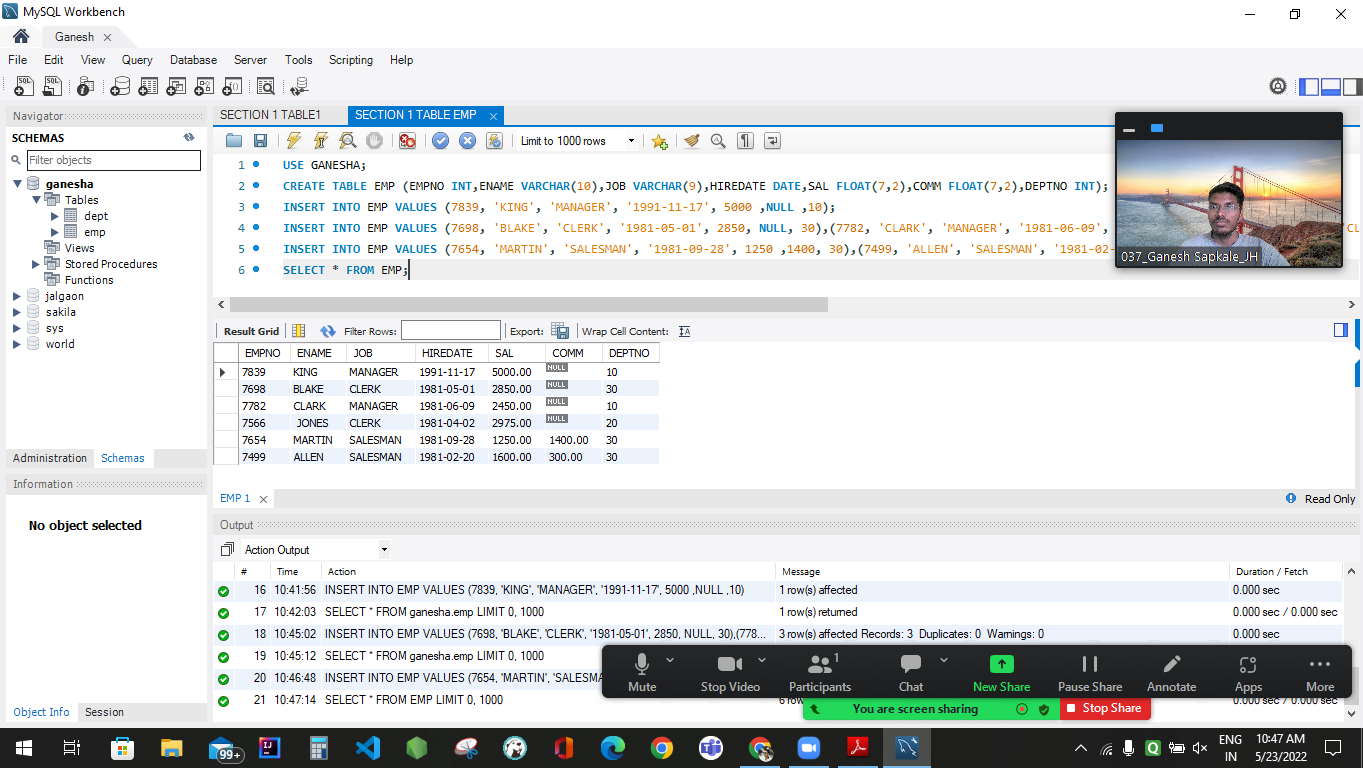 MySQL Workbench
Ganesh
File Edit View Query Database Server Tools Scripting Help
Navigator
SCHEMAS
Filter objects
ganesha
Tables
dept
emp
Views
Stored Procedures
Functions
jalgaon
sakila
sys
world
Administration Schemas
Information
No object selected
Object Info Session
SECTION 1 TABLE1 SECTION 1 TABLE EMP
Limit to 1000 rows
1 USE GANESHA;
2 CREATE TABLE EMP (EMPNO INT,ENAME VARCHAR(10),JOB VARCHAR(9),HIREDATE DATE,SAL FLOAT(7,2),COMM FLOAT(7,2),DEPTNO INT);
3 INSERT INTO EMP VALUES (7839, 'KING', 'MANAGER', '1991-11-17', 5000 ,NULL ,10);
4 INSERT INTO EMP VALUES (7698, 'BLAKE', 'CLERK', '1981-05-01', 2850, NULL, 30),(7782, 'CLARK', 'MANAGER', '1981-06-09',
5 INSERT INTO EMP VALUES (7654, 'MARTIN', 'SALESMAN', '1981-09-28', 1250 ,1400, 30),(7499, 'ALLEN', 'SALESMAN', '1981-02-
6 SELECT * FROM EMP;
037_Ganesh Sapkale_JH
Result Grid Filter Rows: Export: Wrap Cell Content:
EMPNO ENAME JOB HIREDATE SAL COMM DEPTNO
7839 KING MANAGER 1991-11-17 5000.00 NULL 10
7698 BLAKE CLERK 1981-05-01 2850.00 NULL 30
7782 CLARK MANAGER 1981-06-09 2450.00 NULL 10
7566 JONES CLERK 1981-04-02 2975.00 NULL 20
7654 MARTIN SALESMAN 1981-09-28 1250.00 1400.00 30
7499 ALLEN SALESMAN 1981-02-20 1600.00 300.00 30
EMP 1 Read Only
Output
Action Output
# Time Action Message Duration / Fetch
16 10:41:56 INSERT INTO EMP VALUES (7839, 'KING', 'MANAGER', '1991-11-17', 5000 ,NULL ,10) 1 row(s) affected 0.000 sec
17 10:42:03 SELECT * FROM ganesha.emp LIMIT 0, 1000 1 row(s) returned 0.000 sec / 0.000 sec
18 10:45:02 INSERT INTO EMP VALUES (7698, 'BLAKE', 'CLERK', '1981-05-01', 2850, NULL, 30),(778... 3 row(s) affected Records: 3 Duplicates: 0 Warnings: 0 0.000 sec
19 10:45:12 SELECT * FROM ganesha.emp LIMIT 0, 1000
20 10:46:48 INSERT INTO EMP VALUES (7654, 'MARTIN', 'SALESMA
21 10:47:14 SELECT * FROM EMP LIMIT 0, 1000
1
Mute Stop Video Participants Chat New Share Pause Share Annotate Apps More
You are screen sharing Stop Share
99+
ENG
IN
10:47 AM
5/23/2022